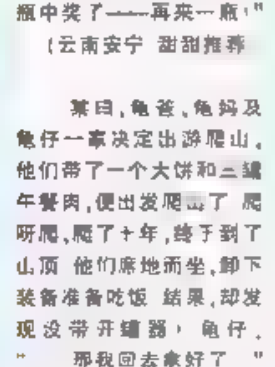 瓶中奖了——再来一瓶!"
(云南安宁 甜甜推荐
某日,龟爸、龟妈及
龟仔一家决定出游爬山。
他们带了一个大饼和三罐
午餐肉,便出发爬 了 爬
呀爬,爬了十年,终于到了
山顶 他们席地而坐,卸下
装备准备吃饭 结果,却发
现没带开罐器! 龟仔,
" 那我回去拿好了 "